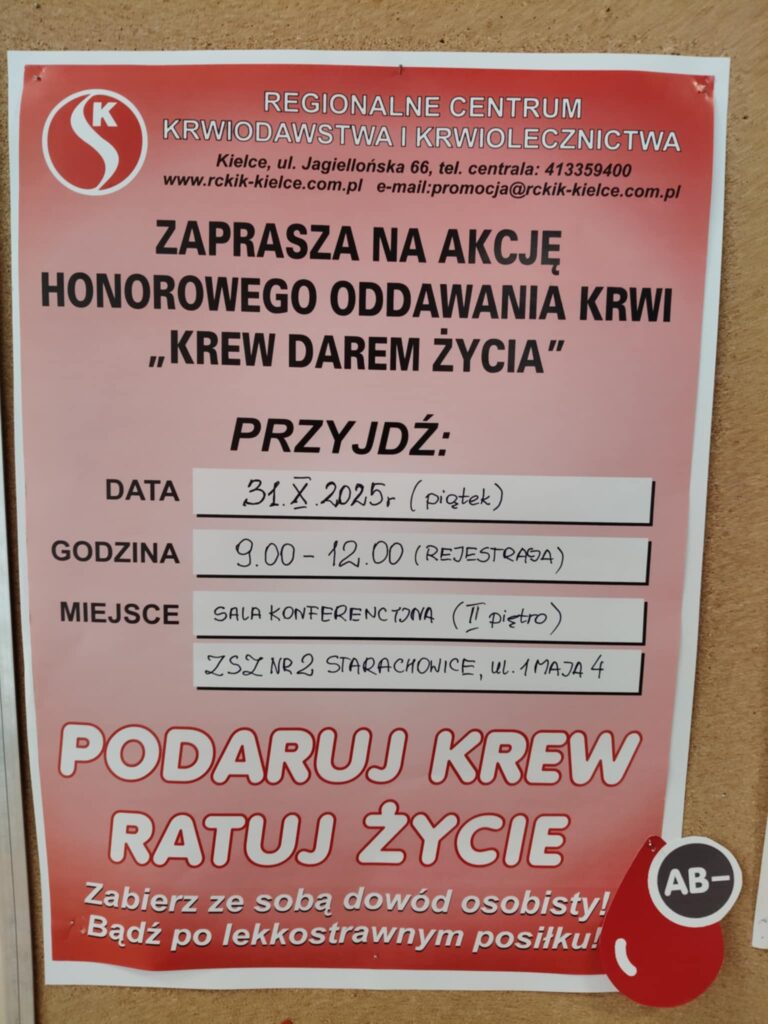 SK
REGIONALNE CENTRUM
KRWIODAWSTWA I KRWIOLECZNICTWA
Kielce, ul. Jagiellońska 66, tel. centrala: 413359400
www.rckik-kielce.com.pl e-mail:promocja@rckik-kielce.com.pl
ZAPRASZA NA AKCJĘ
HONOROWEGO ODDAWANIA KRWI
„KREW DAREM ŻYCIA”
PRZYJDŹ:
DATA 31.X.2025r (piątek)
GODZINA 9.00 - 12.00 (REJESTRACJA)
MIEJSCE SALA KONFERENCYJNA (II piętro)
ZSZ NR 2 STARACHOWICE, ul. 1 MAJA 4
PODARUJ KREW
RATUJ ŻYCIE
Zabierz ze sobą dowód osobisty!
Bądź po lekkostrawnym posiłku!
AB–